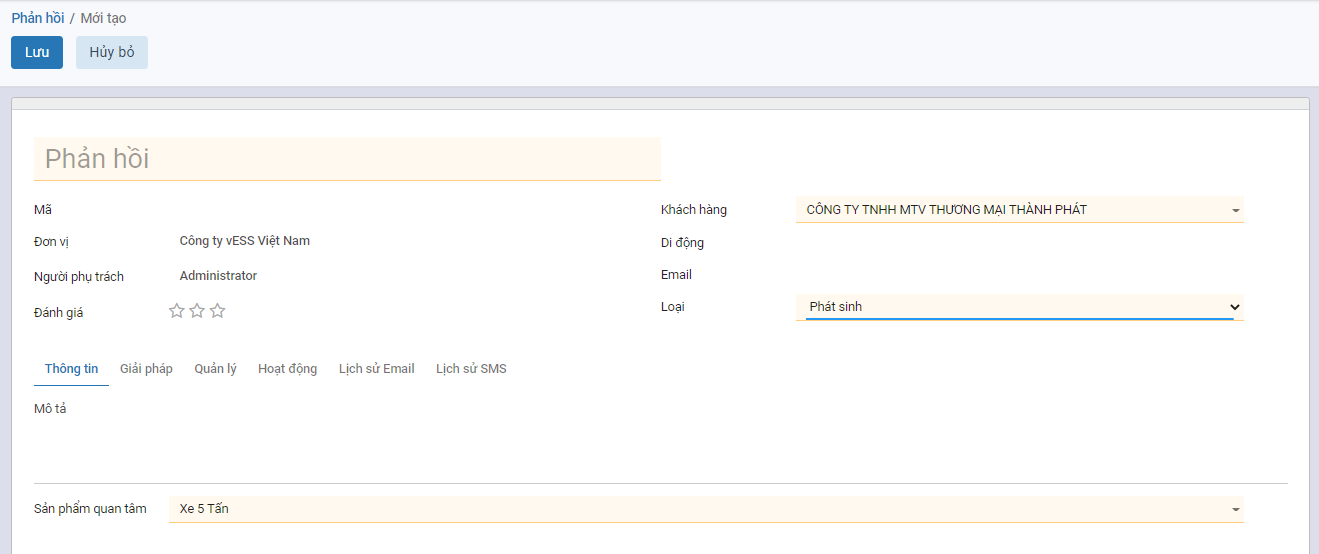 Phản hồi / Mới tạo
Lưu Hủy bỏ
Phản hồi
Mã
Khách hàng CÔNG TY TNHH MTV THƯƠNG MẠI THÀNH PHÁT
Đơn vị Công ty vESS Việt Nam
Di động
Người phụ trách Administrator
Email
Đánh giá
Loại Phát sinh
Thông tin Giải pháp Quản lý Hoạt động Lịch sử Email Lịch sử SMS
Mô tả
Sản phẩm quan tâm Xe 5 Tấn